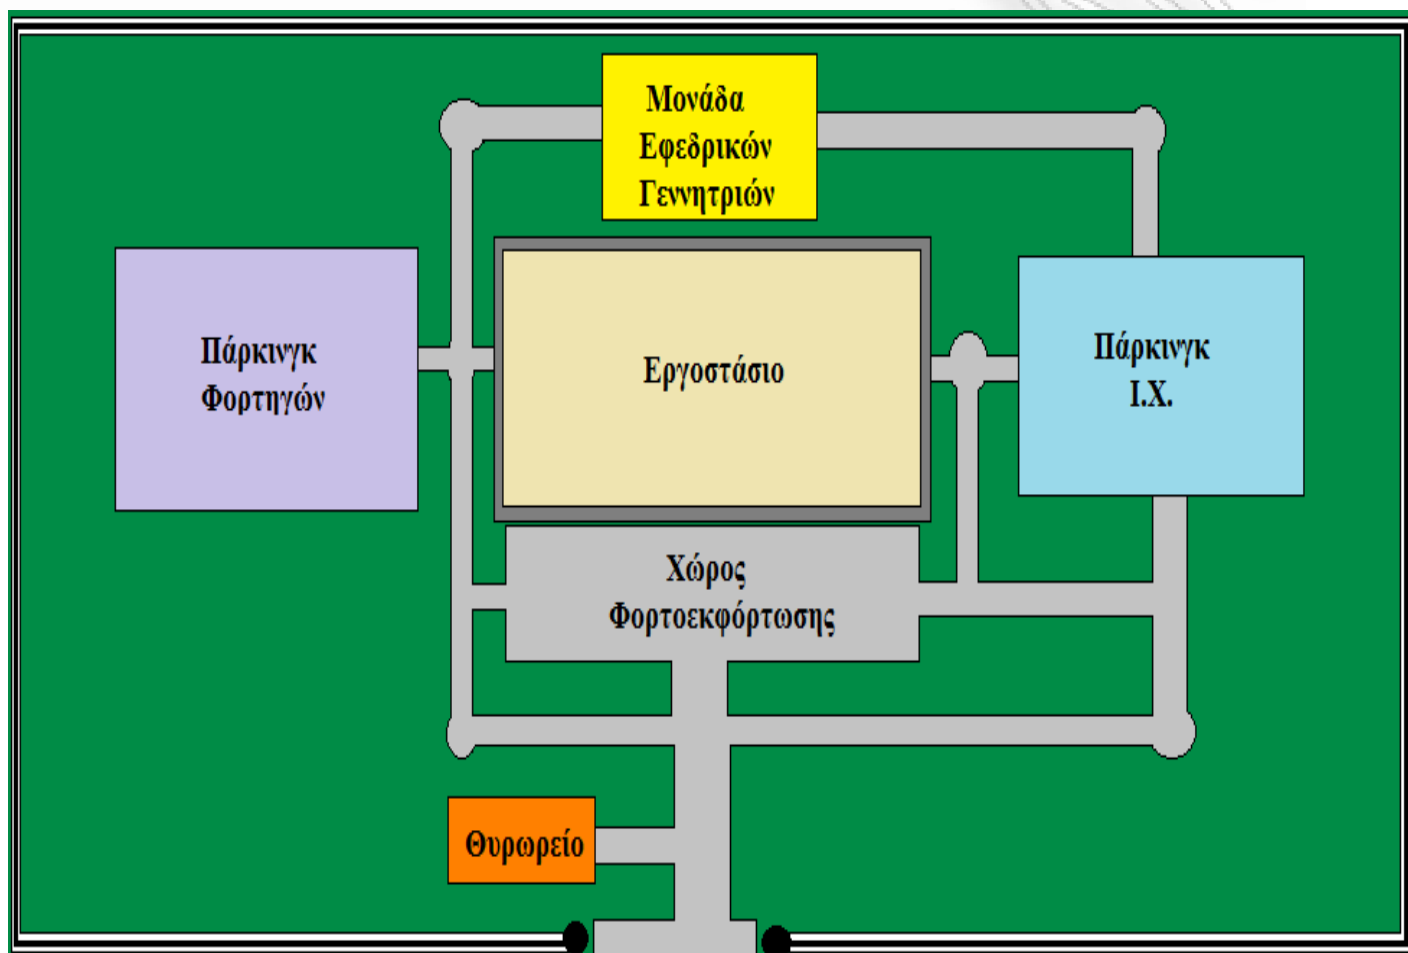 Μονάδα
Εφεδρικών
Γεννητριών
Πάρκινγκ
Φορτηγών
Εργοστάσιο
Πάρκινγκ
Ι.Χ.
Χώρος
Φορτοεκφόρτωσης
Θυρωρείο